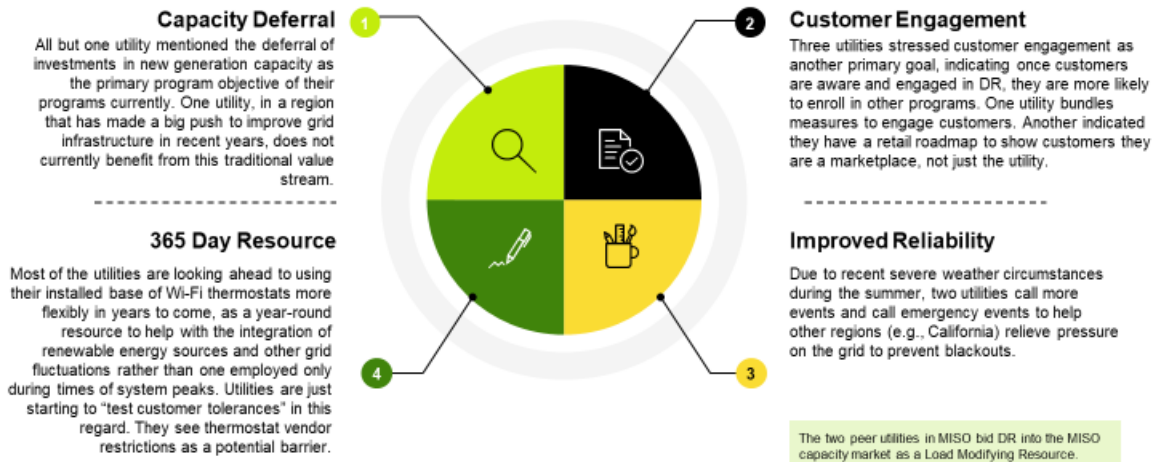 Capacity Deferral
All but one utility mentioned the deferral of
investments in new generation capacity as
the primary program objective of their
programs currently. One utility, in a region
that has made a big push to improve grid
infrastructure in recent years, does not
currently benefit from this traditional value
stream.
1
2
Customer Engagement
Three utilities stressed customer engagement as
another primary goal, indicating once customers
are aware and engaged in DR, they are more likely
to enroll in other programs. One utility bundles
measures to engage customers. Another indicated
they have a retail roadmap to show customers they
are a marketplace, not just the utility.
365 Day Resource
Most of the utilities are looking ahead to using
their installed base of Wi-Fi thermostats more
flexibly in years to come, as a year-round
resource to help with the integration of
renewable energy sources and other grid
fluctuations rather than one employed only
during times of system peaks. Utilities are just
starting to “test customer tolerances” in this
regard. They see thermostat vendor
restrictions as a potential barrier.
4
3
Improved Reliability
Due to recent severe weather circumstances
during the summer, two utilities call more
events and call emergency events to help
other regions (e.g., California) relieve pressure
on the grid to prevent blackouts.
The two peer utilities in MISO bid DR into the MISO
capacity market as a Load Modifying Resource.